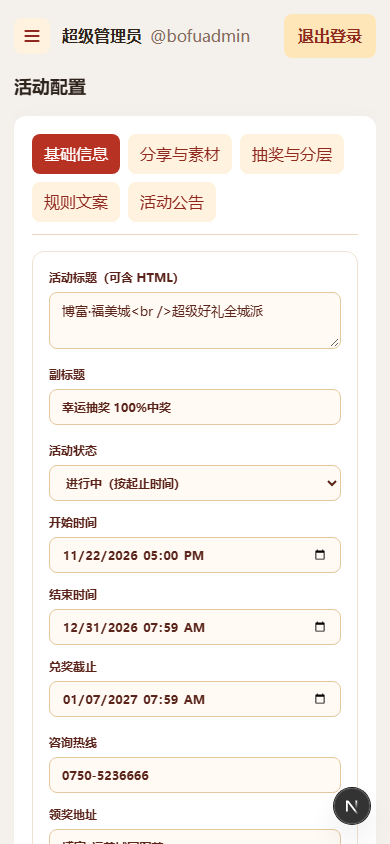 超级管理员 @bofuadmin 退出登录
活动配置
基础信息 分享与素材 抽奖与分层
规则文案 活动公告
活动标题（可含 HTML）
博富·福美城<br />超级好礼全城派
副标题
幸运抽奖 100%中奖
活动状态
进行中（按起止时间）
开始时间
11/22/2026 05:00 PM
结束时间
12/31/2026 07:59 AM
兑奖截止
01/07/2027 07:59 AM
咨询热线
0750-5236666
N
领奖地址